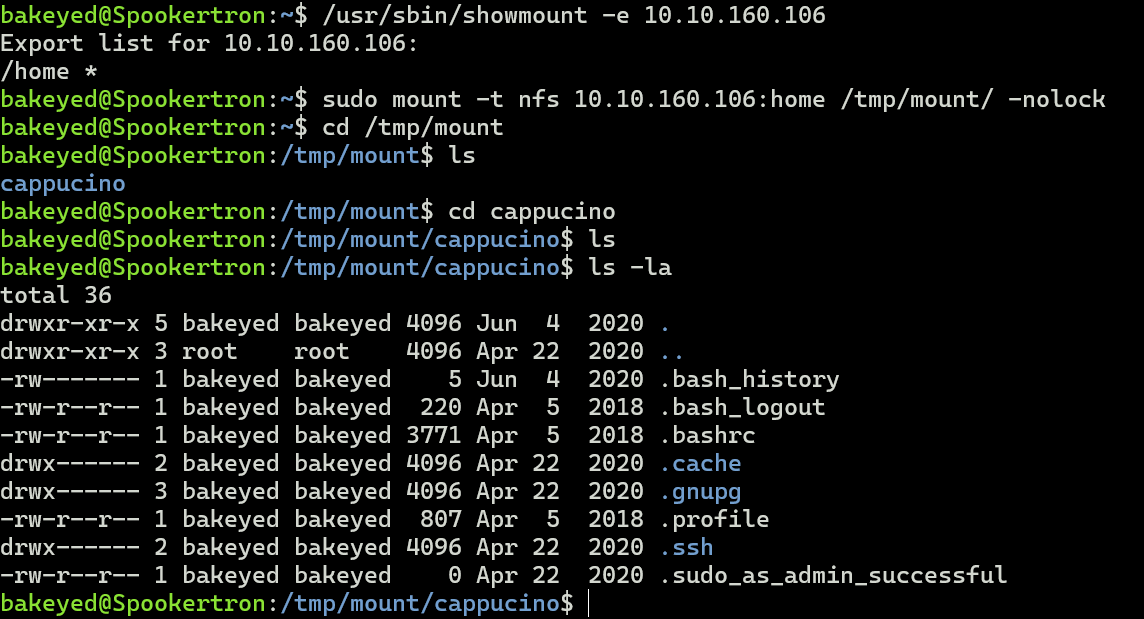 bakeyed@Spookertron:~$ /usr/sbin/showmount -e 10.10.160.106
Export list for 10.10.160.106:
/home *
bakeyed@Spookertron:~$ sudo mount -t nfs 10.10.160.106:home /tmp/mount/ -nolock
bakeyed@Spookertron:~$ cd /tmp/mount
bakeyed@Spookertron:/tmp/mount$ ls
cappucino
bakeyed@Spookertron:/tmp/mount$ cd cappucino
bakeyed@Spookertron:/tmp/mount/cappucino$ ls
bakeyed@Spookertron:/tmp/mount/cappucino$ ls -la
total 36
drwxr-xr-x 5 bakeyed bakeyed 4096 Jun  4  2020 .
drwxr-xr-x 3 root    root    4096 Apr 22  2020 ..
-rw------- 1 bakeyed bakeyed    5 Jun  4  2020 .bash_history
-rw-r--r-- 1 bakeyed bakeyed  220 Apr  5  2018 .bash_logout
-rw-r--r-- 1 bakeyed bakeyed 3771 Apr  5  2018 .bashrc
drwx------ 2 bakeyed bakeyed 4096 Apr 22  2020 .cache
drwx------ 3 bakeyed bakeyed 4096 Apr 22  2020 .gnupg
-rw-r--r-- 1 bakeyed bakeyed  807 Apr  5  2018 .profile
drwx------ 2 bakeyed bakeyed 4096 Apr 22  2020 .ssh
-rw-r--r-- 1 bakeyed bakeyed    0 Apr 22  2020 .sudo_as_admin_successful
bakeyed@Spookertron:/tmp/mount/cappucino$